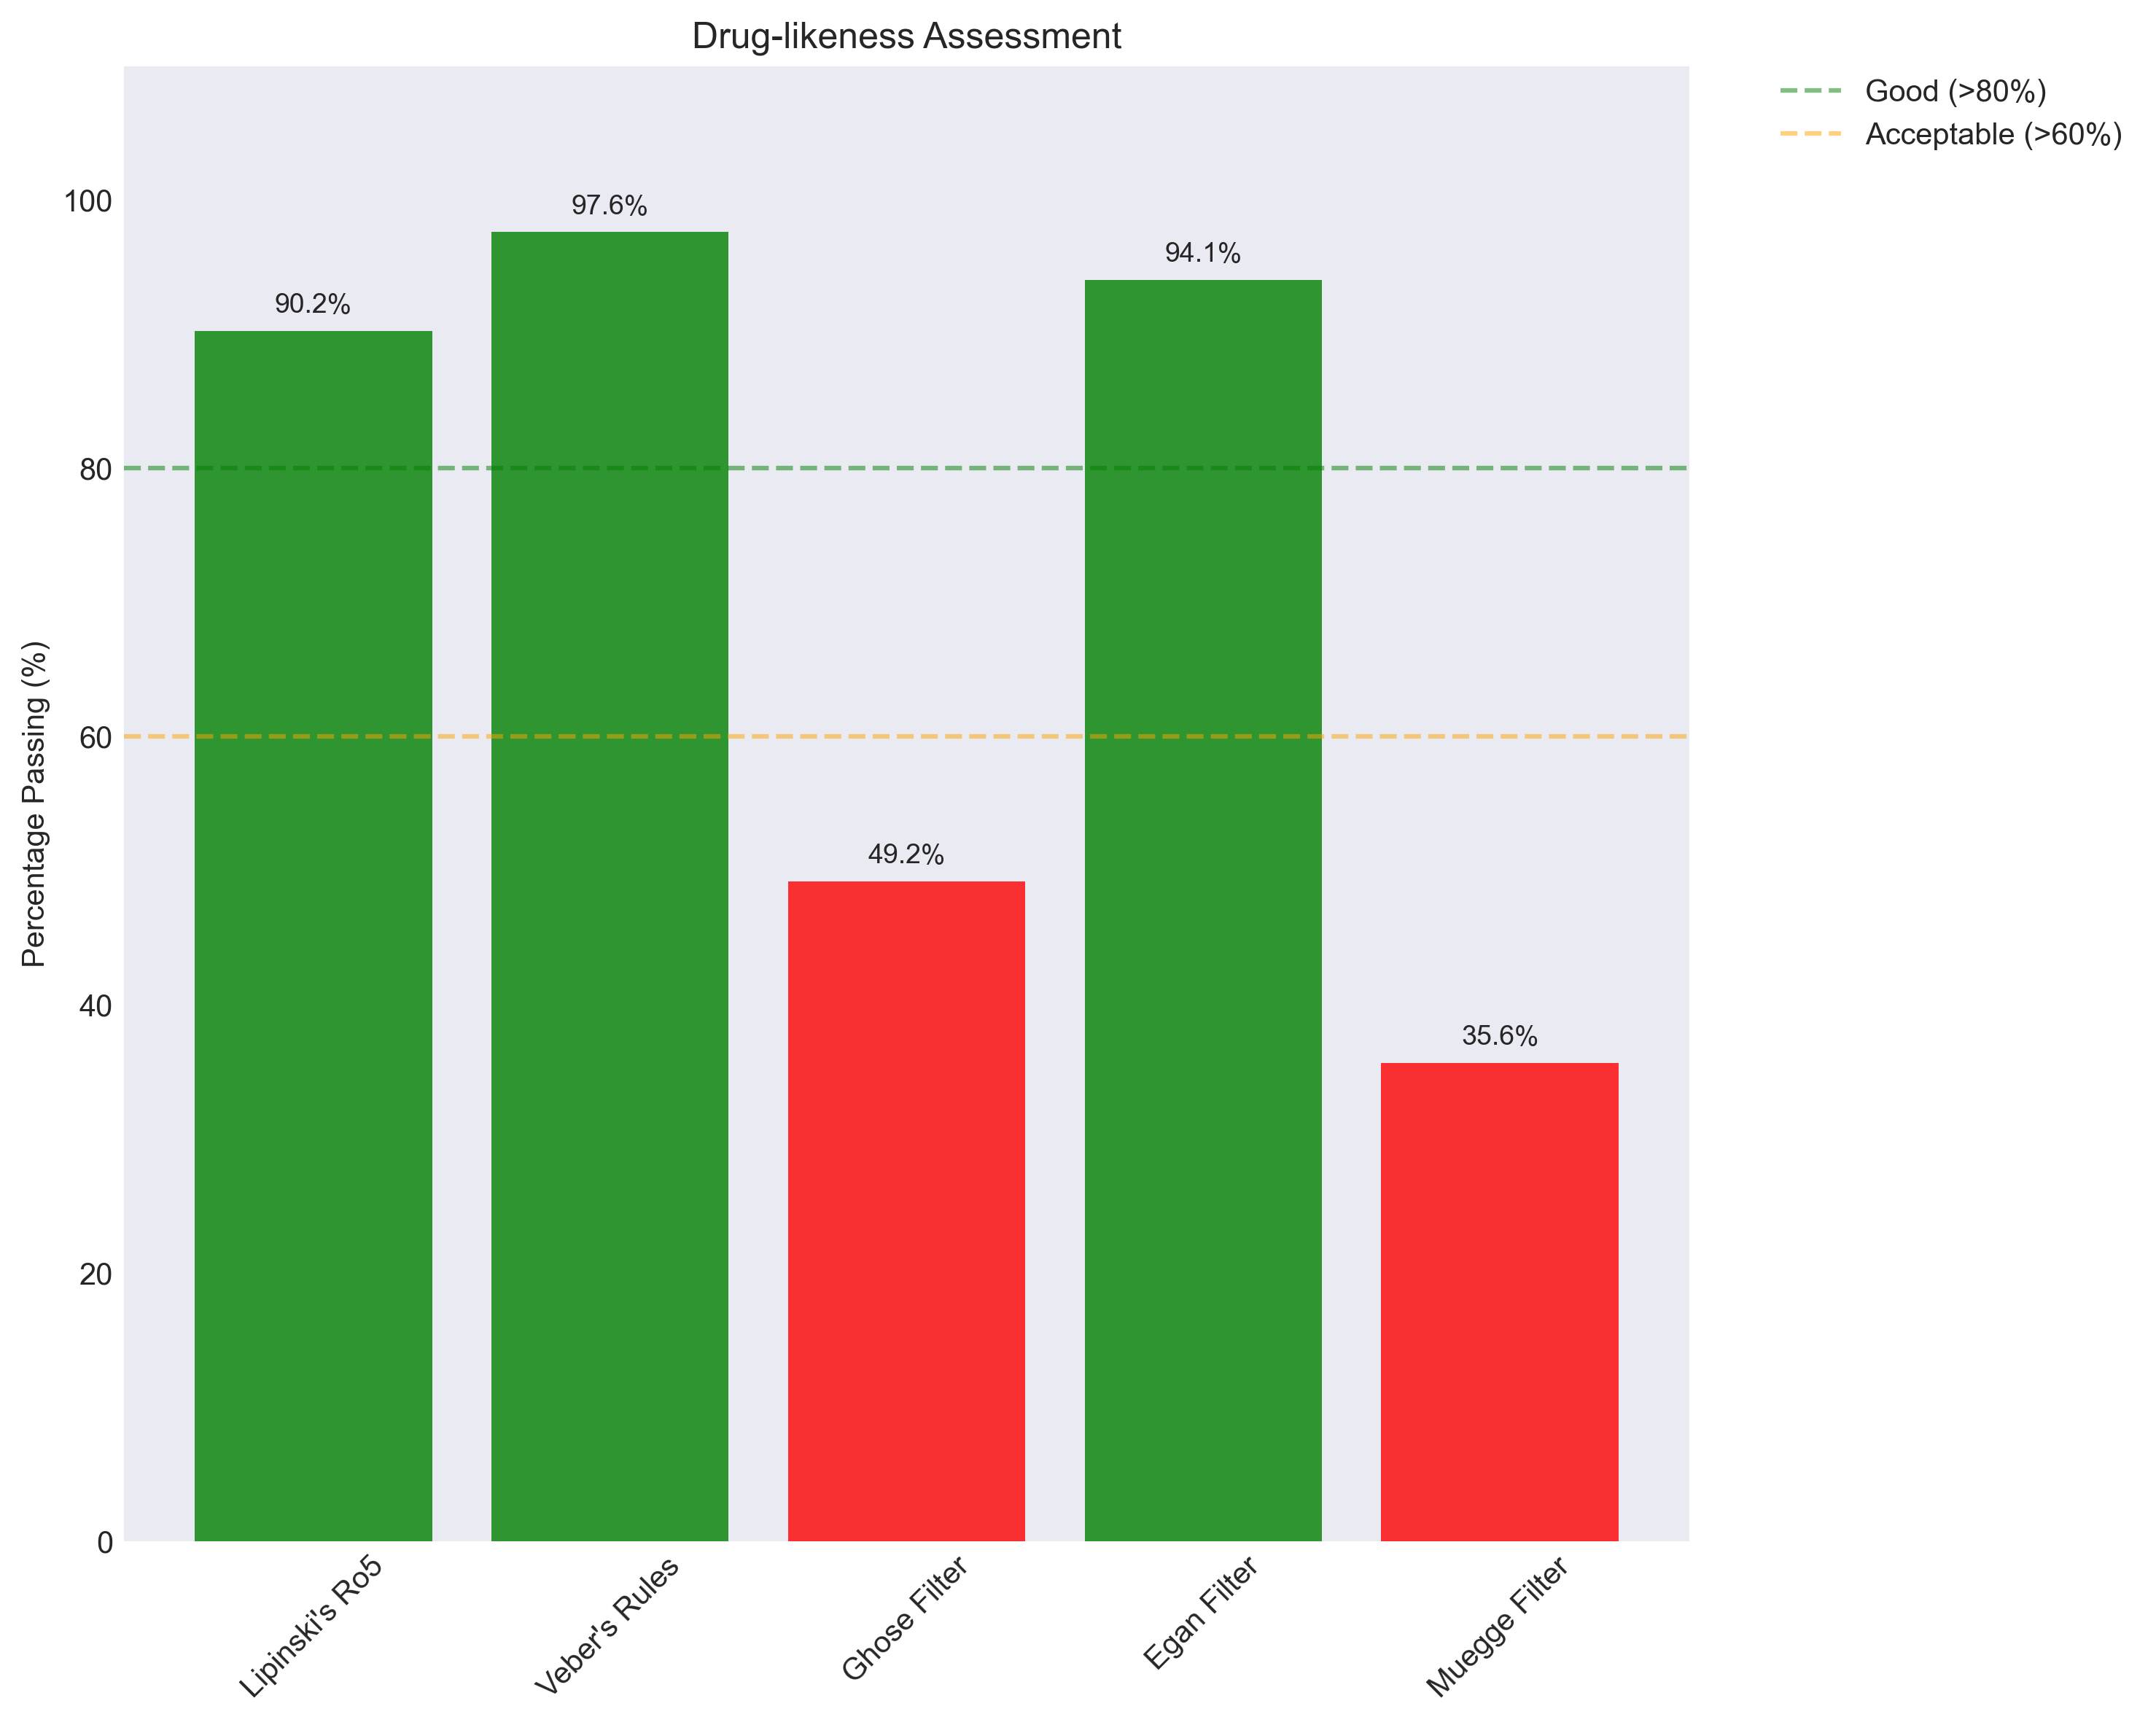 Drug-likeness Assessment
Good (>80%)
Acceptable (>60%)
Percentage Passing (%)
100
80
60
40
20
0
90.2%
97.6%
49.2%
94.1%
35.6%
Lipinski's Ro5
Veber's Rules
Ghose Filter
Egan Filter
Muegge Filter